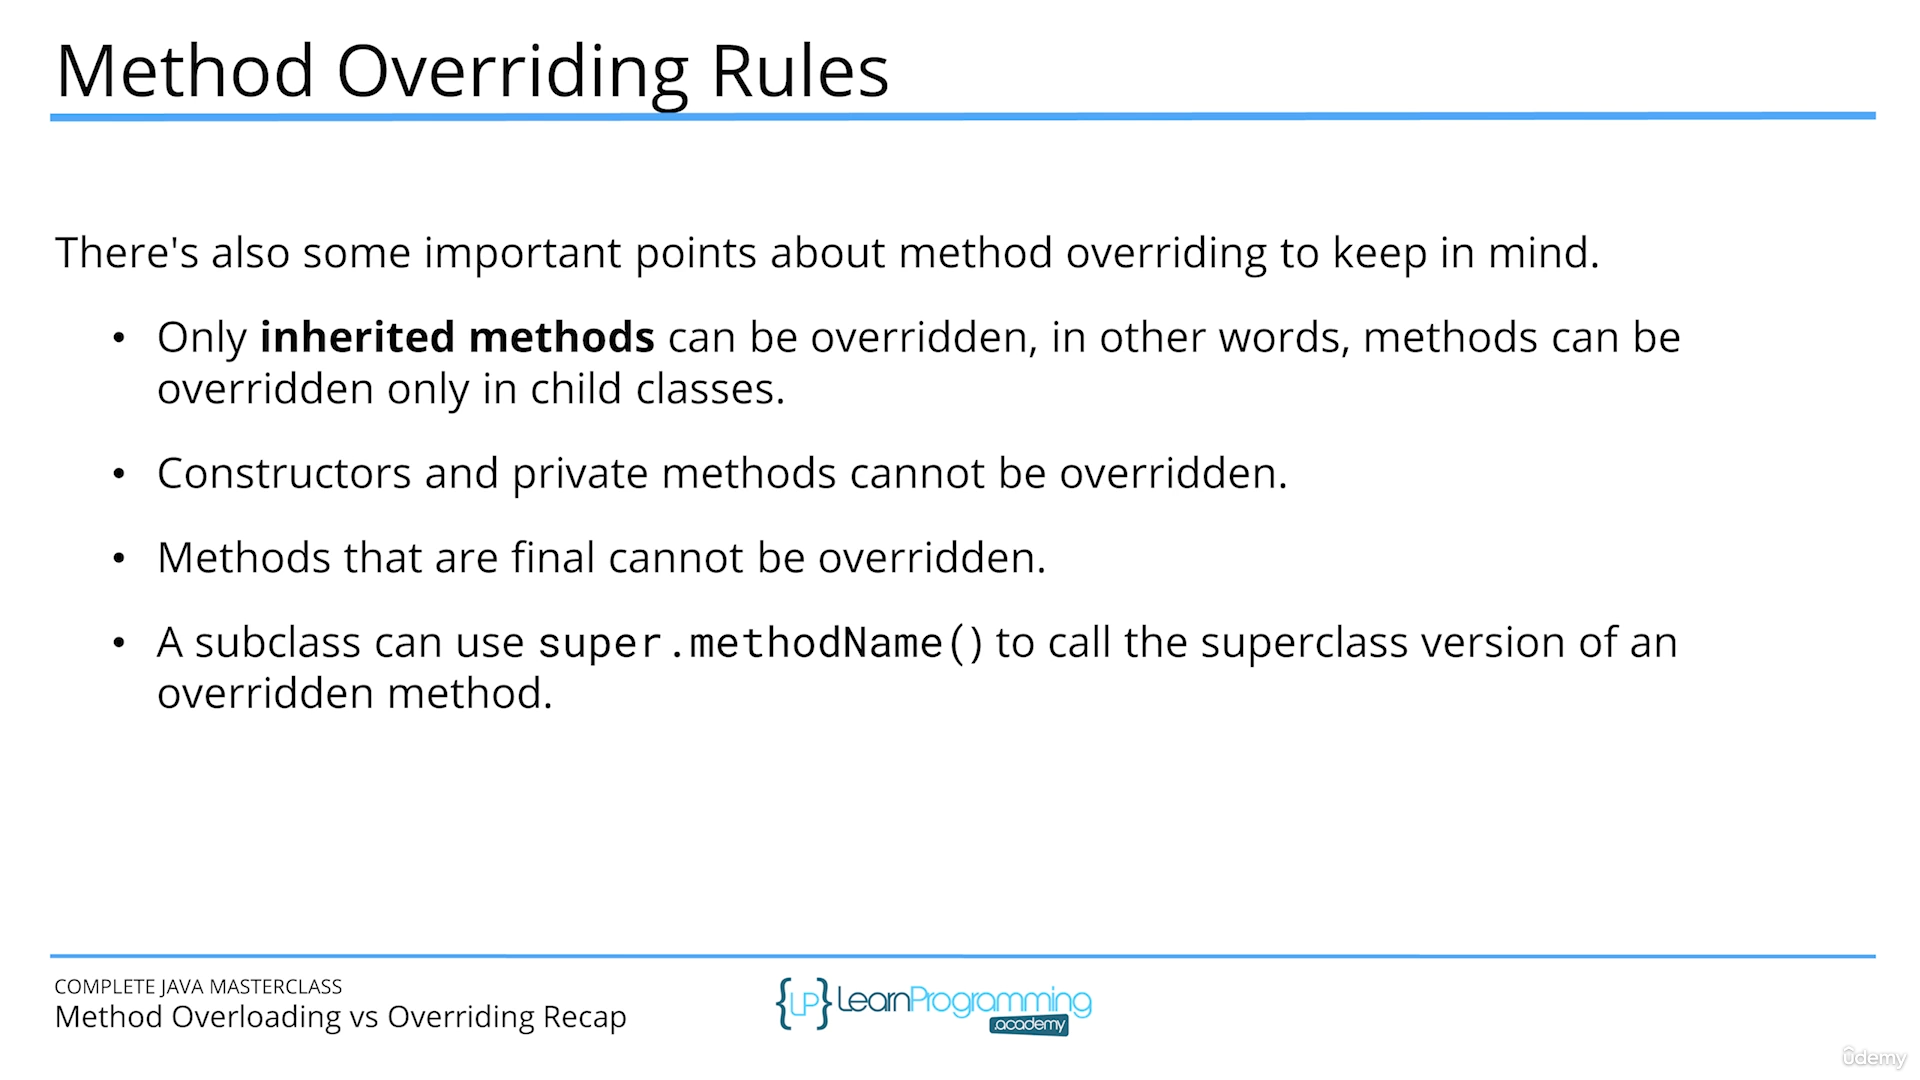 Method Overriding Rules
There's also some important points about method overriding to keep in mind.
• Only inherited methods can be overridden, in other words, methods can be
overridden only in child classes.
• Constructors and private methods cannot be overridden.
• Methods that are final cannot be overridden.
• A subclass can use super.methodName() to call the superclass version of an
overridden method.
COMPLETE JAVA MASTERCLASS
Method Overloading vs Overriding Recap
{LP} LearnProgramming
.academy
ûdemy